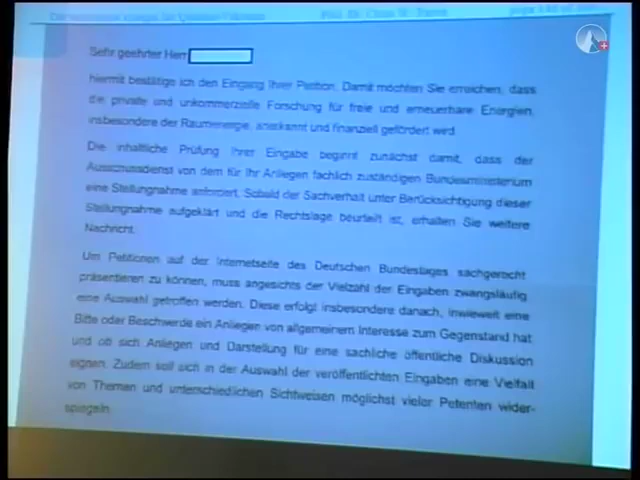 Sehr geehrter Herr
hiermit bestätige ich den Eingang Ihrer Petition. Damit möchten Sie erreichen, dass
die private und unkommerzielle Forschung für freie und erneuerbare Energien,
insbesondere der Raumenergie, anerkannt und finanziell gefördert wird.
Die inhaltliche Prüfung Ihrer Eingabe beginnt zunächst damit, dass der
Ausschussdienst von dem für Ihr Anliegen fachlich zuständigen Bundesministerium
eine Stellungnahme anfordert. Sobald der Sachverhalt unter Berücksichtigung dieser
Stellungnahme aufgeklärt und die Rechtslage beurteilt ist, erhalten Sie weitere
Nachricht.
Um Petitionen auf der Internetseite des Deutschen Bundestages sachgerecht
präsentieren zu können, muss angesichts der Vielzahl der Eingaben zwangsläufig
eine Auswahl getroffen werden. Diese erfolgt insbesondere danach, inwieweit eine
Bitte oder Beschwerde ein Anliegen von allgemeinem Interesse zum Gegenstand hat
und ob sich Anliegen und Darstellung für eine sachliche öffentliche Diskussion
eignen. Zudem soll sich in der Auswahl der veröffentlichten Eingaben eine Vielfalt
von Themen und unterschiedlichen Sichtweisen möglichst vieler Petenten wider-
spiegeln.